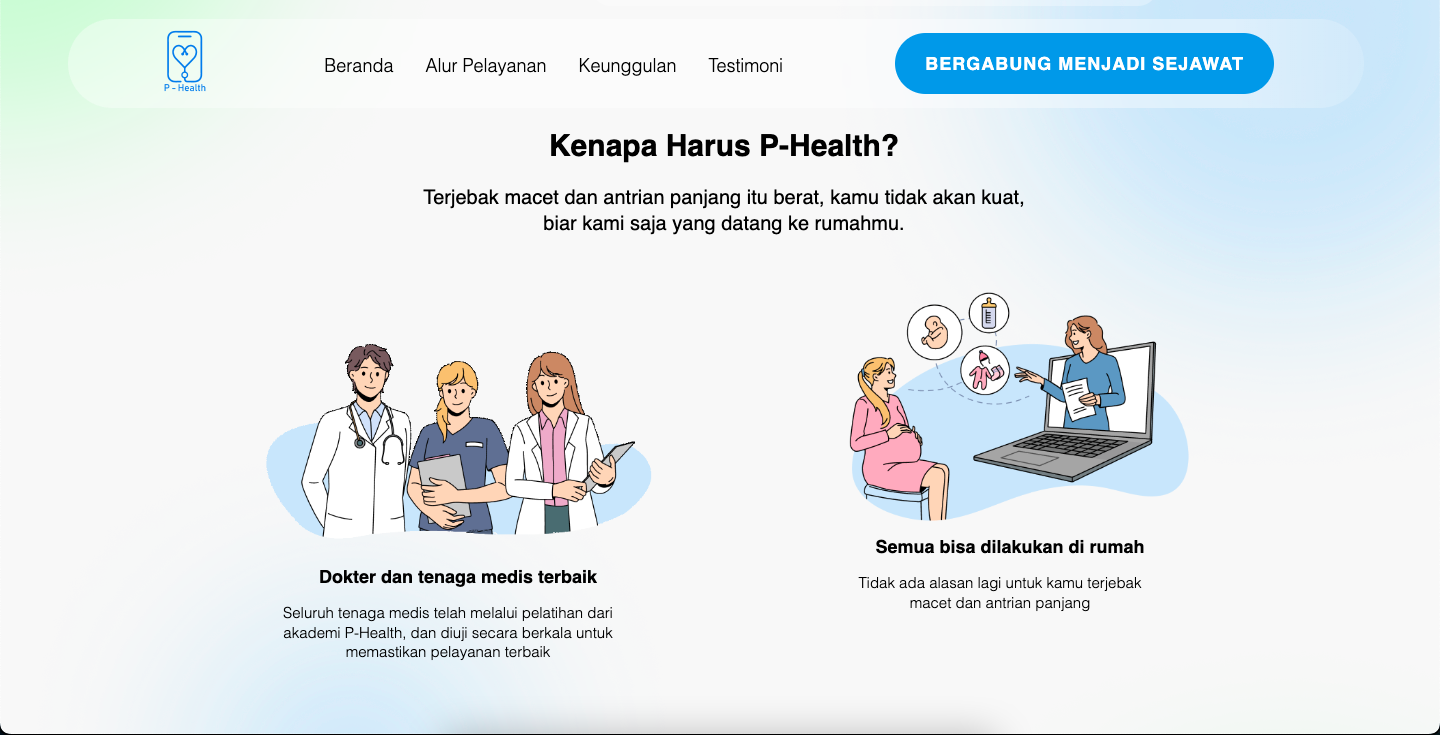 P - Health
Beranda
Alur Pelayanan
Keunggulan
Testimoni
BERGABUNG MENJADI SEJAWAT
Kenapa Harus P-Health?
Terjebak macet dan antrian panjang itu berat, kamu tidak akan kuat,
biar kami saja yang datang ke rumahmu.
Dokter dan tenaga medis terbaik
Seluruh tenaga medis telah melalui pelatihan dari
akademi P-Health, dan diuji secara berkala untuk
memastikan pelayanan terbaik
Semua bisa dilakukan di rumah
Tidak ada alasan lagi untuk kamu terjebak
macet dan antrian panjang